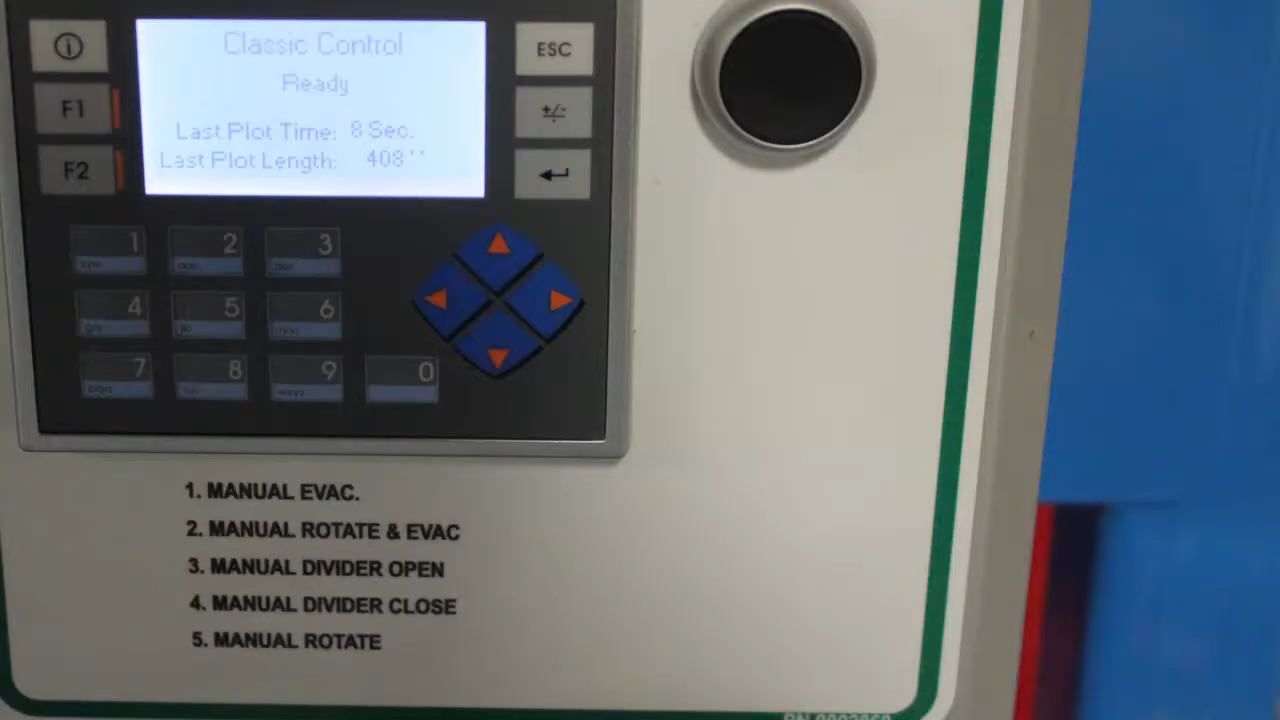 Classic Control
Ready
Last Plot Time: 8 Sec.
Last Plot Length: 408''
F1
F2
ESC
+/-
1
2
3
4
5
6
7
8
9
0
1. MANUAL EVAC.
2. MANUAL ROTATE & EVAC
3. MANUAL DIVIDER OPEN
4. MANUAL DIVIDER CLOSE
5. MANUAL ROTATE